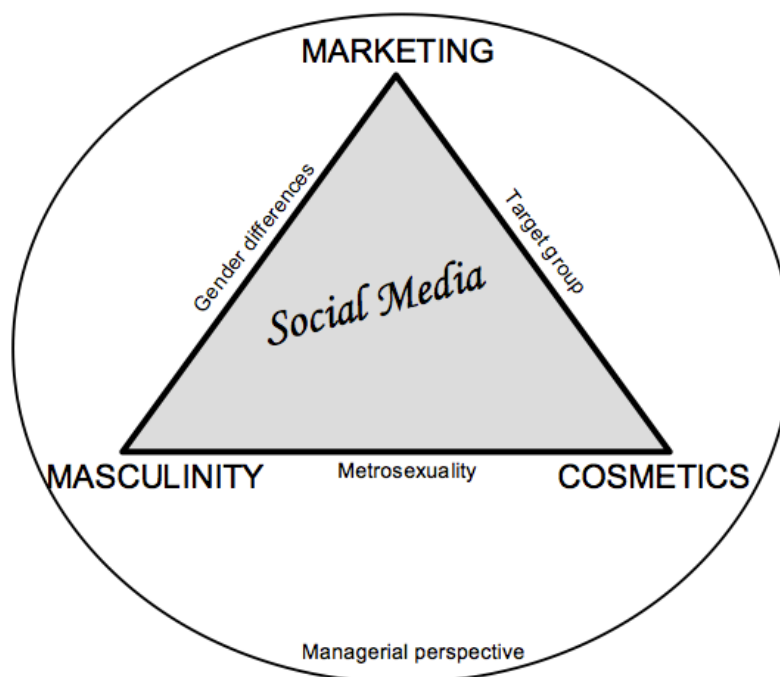 MARKETING
Gender differences
Target group
Social Media
MASCULINITY
Metrosexuality
COSMETICS
Managerial perspective